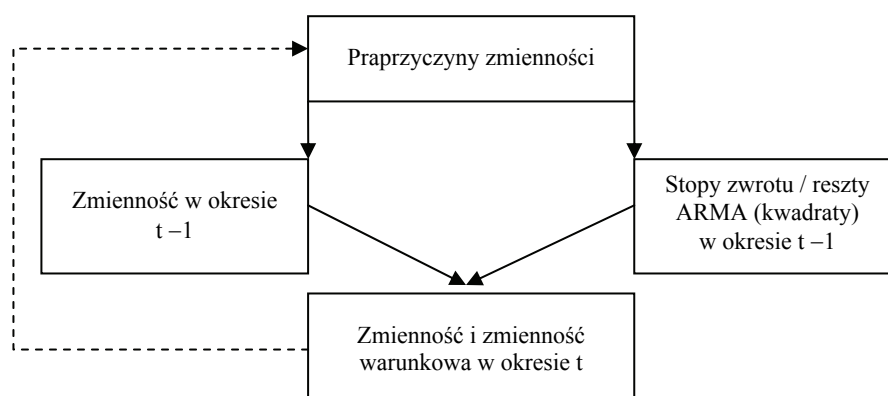 Praprzyczyny zmienności
Zmienność w okresie
t –1
Stopy zwrotu / reszty
ARMA (kwadraty)
w okresie t –1
Zmienność i zmienność
warunkowa w okresie t